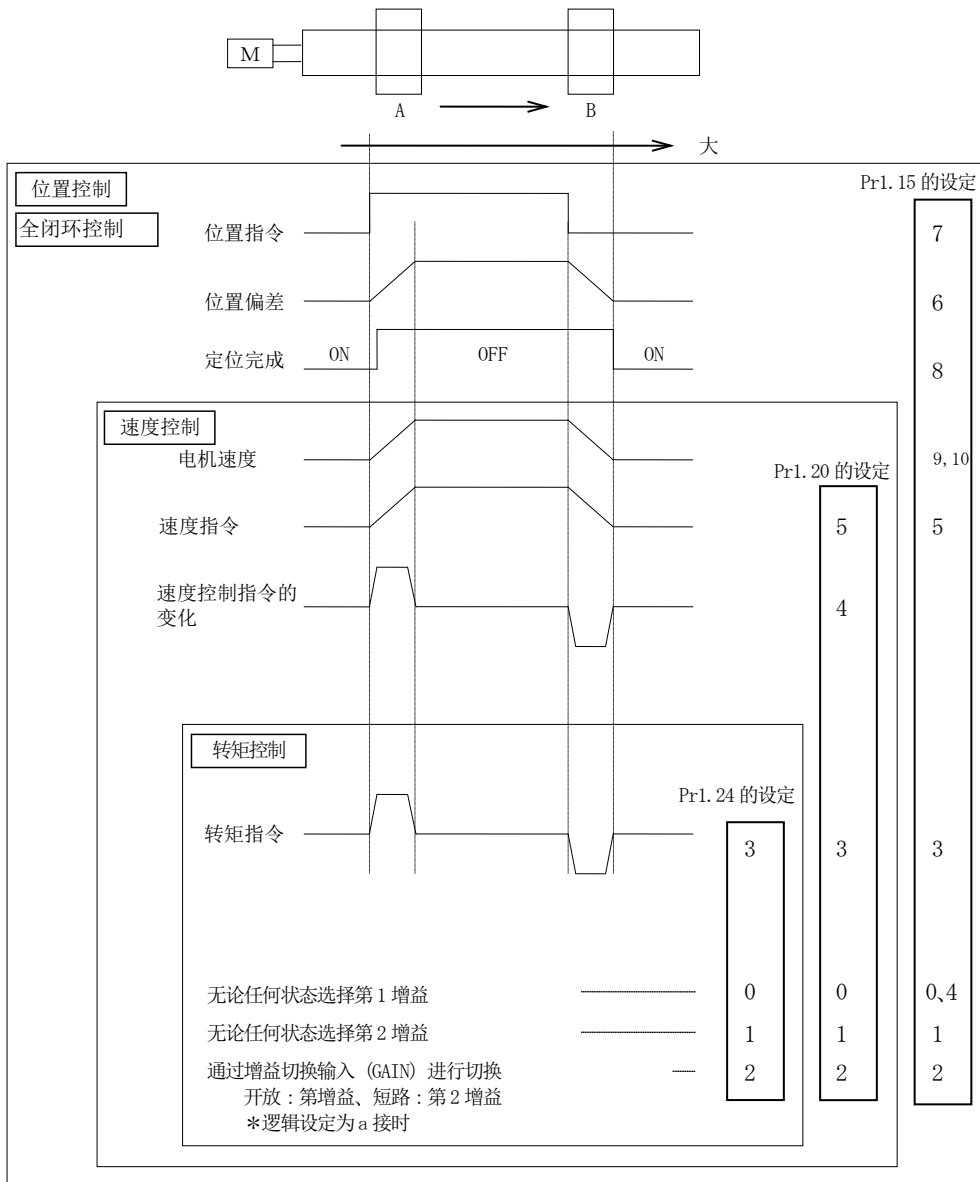 M
A B
大
位置控制 Pr1.15 的设定
全闭环控制
位置指令 7
位置偏差 6
定位完成 ON OFF ON 8
速度控制
电机速度 9,10
Pr1.20 的设定
速度指令 5 5
速度控制指令的
变化 4
转矩控制
Pr1.24 的设定
转矩指令 3 3 3
无论任何状态选择第1增益 0 0 0、4
无论任何状态选择第2增益 1 1 1
通过增益切换输入 (GAIN) 进行切换 2 2 2
开放：第增益、短路：第2增益
*逻辑设定为a接时